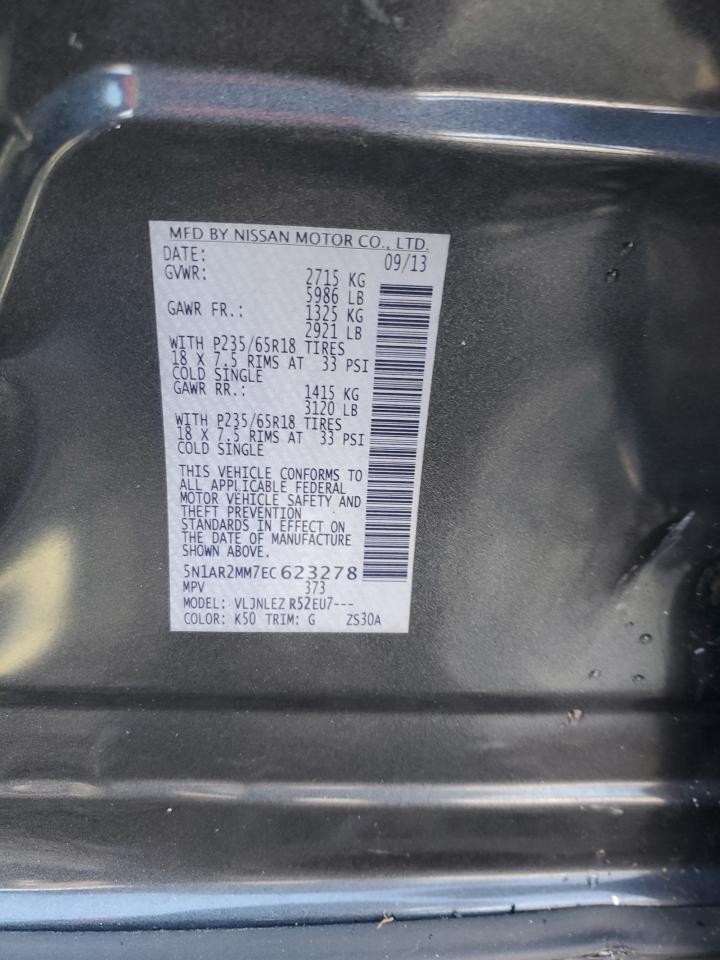 MFD BY NISSAN MOTOR CO., LTD.
DATE: 09/13
GVWR: 2715 KG
5986 LB
GAWR FR.: 1325 KG
2921 LB
WITH P235/65R18 TIRES
18 X 7.5 RIMS AT 33 PSI
COLD SINGLE
GAWR RR.: 1415 KG
3120 LB
WITH P235/65R18 TIRES
18 X 7.5 RIMS AT 33 PSI
COLD SINGLE
THIS VEHICLE CONFORMS TO
ALL APPLICABLE FEDERAL
MOTOR VEHICLE SAFETY AND
THEFT PREVENTION
STANDARDS IN EFFECT ON
THE DATE OF MANUFACTURE
SHOWN ABOVE.
5N1AR2MM7EC623278
MPV 373
MODEL: VLJNLEZ R52EU7---
COLOR: K50 TRIM: G ZS30A